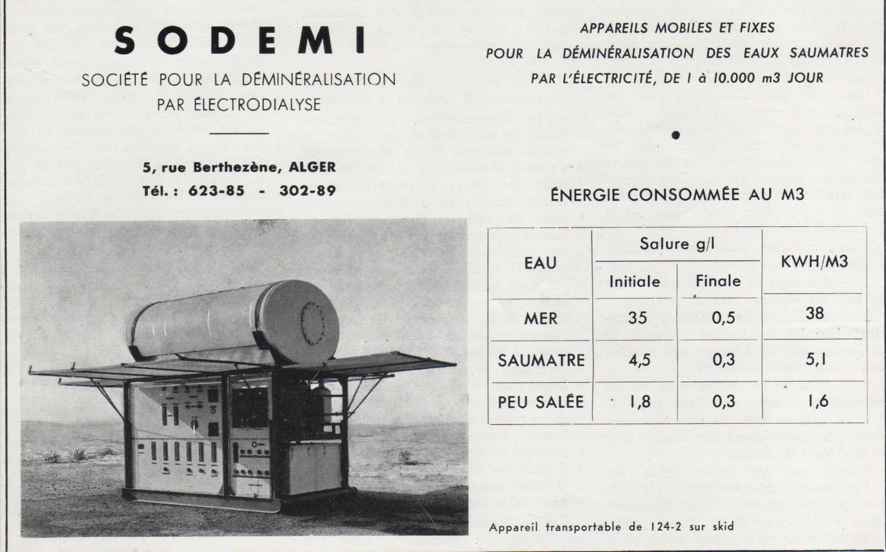 SODEMI
SOCIÉTÉ POUR LA DÉMINÉRALISATION
PAR ÉLECTRODIALYSE
5, rue Berthezène, ALGER
Tél. : 623-85 - 302-89
APPAREILS MOBILES ET FIXES
POUR LA DÉMINÉRALISATION DES EAUX SAUMATRES
PAR L'ÉLECTRICITÉ, DE 1 à 10.000 m3 JOUR
ÉNERGIE CONSOMMÉE AU M3
EAU Salure g/l KWH/M3
Initiale Finale
MER 35 0,5 38
SAUMATRE 4,5 0,3 5,1
PEU SALÉE 1,8 0,3 1,6
Appareil transportable de 124-2 sur skid